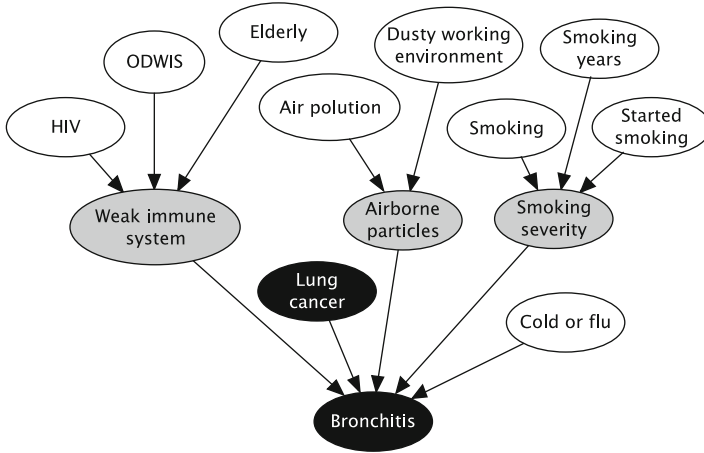 Elderly
ODWIS
HIV
Dusty working
environment
Air polution
Smoking
years
Smoking
Started
smoking
Weak immune
system
Airborne
particles
Smoking
severity
Lung
cancer
Cold or flu
Bronchitis